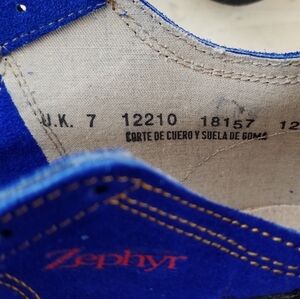 U.K. 7 12210 18157 12
CORTE DE CUERO Y SUELA DE GOMA
Zephyr